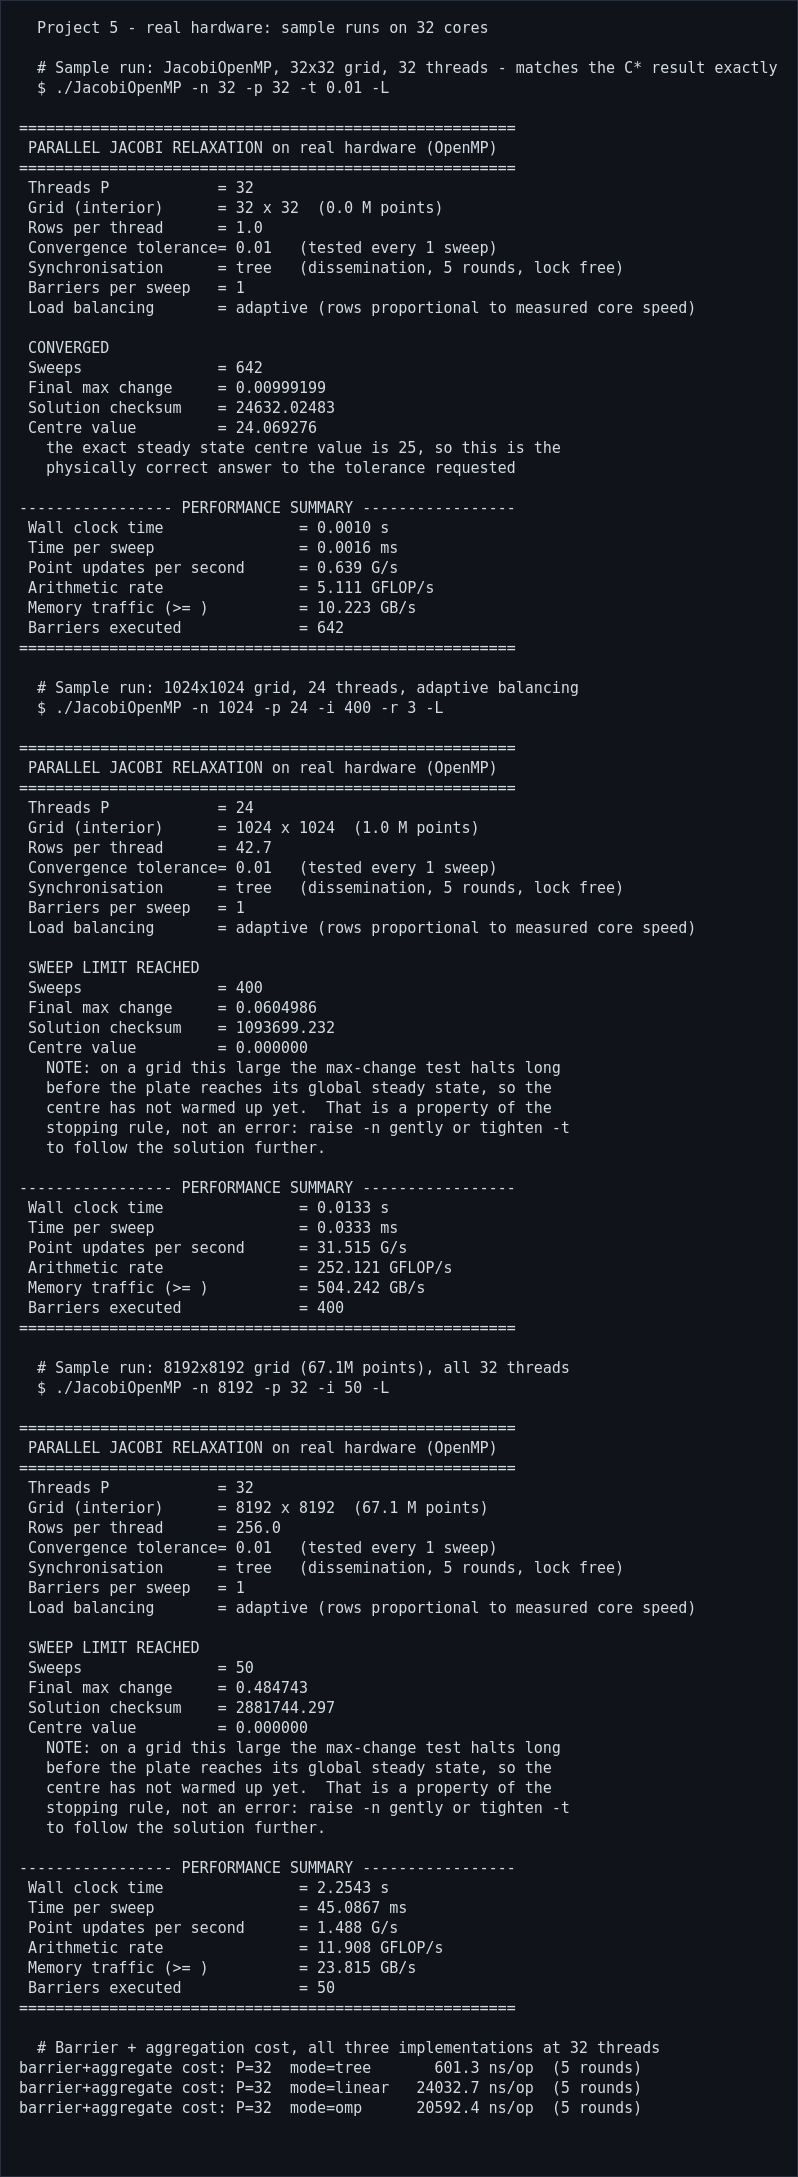 Project 5 - real hardware: sample runs on 32 cores
# Sample run: JacobiOpenMP, 32x32 grid, 32 threads - matches the C* result exactly
$ ./JacobiOpenMP -n 32 -p 32 -t 0.01 -L
=======================================================
PARALLEL JACOBI RELAXATION on real hardware (OpenMP)
=======================================================
Threads P            = 32
Grid (interior)      = 32 x 32  (0.0 M points)
Rows per thread      = 1.0
Convergence tolerance= 0.01   (tested every 1 sweep)
Synchronisation      = tree   (dissemination, 5 rounds, lock free)
Barriers per sweep   = 1
Load balancing       = adaptive (rows proportional to measured core speed)
CONVERGED
Sweeps               = 642
Final max change     = 0.00999199
Solution checksum    = 24632.02483
Centre value         = 24.069276
the exact steady state centre value is 25, so this is the
physically correct answer to the tolerance requested
----------------- PERFORMANCE SUMMARY -----------------
Wall clock time               = 0.0010 s
Time per sweep                = 0.0016 ms
Point updates per second      = 0.639 G/s
Arithmetic rate               = 5.111 GFLOP/s
Memory traffic (>= )          = 10.223 GB/s
Barriers executed             = 642
=======================================================
# Sample run: 1024x1024 grid, 24 threads, adaptive balancing
$ ./JacobiOpenMP -n 1024 -p 24 -i 400 -r 3 -L
=======================================================
PARALLEL JACOBI RELAXATION on real hardware (OpenMP)
=======================================================
Threads P            = 24
Grid (interior)      = 1024 x 1024  (1.0 M points)
Rows per thread      = 42.7
Convergence tolerance= 0.01   (tested every 1 sweep)
Synchronisation      = tree   (dissemination, 5 rounds, lock free)
Barriers per sweep   = 1
Load balancing       = adaptive (rows proportional to measured core speed)
SWEEP LIMIT REACHED
Sweeps               = 400
Final max change     = 0.0604986
Solution checksum    = 1093699.232
Centre value         = 0.000000
NOTE: on a grid this large the max-change test halts long
before the plate reaches its global steady state, so the
centre has not warmed up yet.  That is a property of the
stopping rule, not an error: raise -n gently or tighten -t
to follow the solution further.
----------------- PERFORMANCE SUMMARY -----------------
Wall clock time               = 0.0133 s
Time per sweep                = 0.0333 ms
Point updates per second      = 31.515 G/s
Arithmetic rate               = 252.121 GFLOP/s
Memory traffic (>= )          = 504.242 GB/s
Barriers executed             = 400
=======================================================
# Sample run: 8192x8192 grid (67.1M points), all 32 threads
$ ./JacobiOpenMP -n 8192 -p 32 -i 50 -L
=======================================================
PARALLEL JACOBI RELAXATION on real hardware (OpenMP)
=======================================================
Threads P            = 32
Grid (interior)      = 8192 x 8192  (67.1 M points)
Rows per thread      = 256.0
Convergence tolerance= 0.01   (tested every 1 sweep)
Synchronisation      = tree   (dissemination, 5 rounds, lock free)
Barriers per sweep   = 1
Load balancing       = adaptive (rows proportional to measured core speed)
SWEEP LIMIT REACHED
Sweeps               = 50
Final max change     = 0.484743
Solution checksum    = 2881744.297
Centre value         = 0.000000
NOTE: on a grid this large the max-change test halts long
before the plate reaches its global steady state, so the
centre has not warmed up yet.  That is a property of the
stopping rule, not an error: raise -n gently or tighten -t
to follow the solution further.
----------------- PERFORMANCE SUMMARY -----------------
Wall clock time               = 2.2543 s
Time per sweep                = 45.0867 ms
Point updates per second      = 1.488 G/s
Arithmetic rate               = 11.908 GFLOP/s
Memory traffic (>= )          = 23.815 GB/s
Barriers executed             = 50
=======================================================
# Barrier + aggregation cost, all three implementations at 32 threads
barrier+aggregate cost: P=32  mode=tree       601.3 ns/op  (5 rounds)
barrier+aggregate cost: P=32  mode=linear   24032.7 ns/op  (5 rounds)
barrier+aggregate cost: P=32  mode=omp      20592.4 ns/op  (5 rounds)